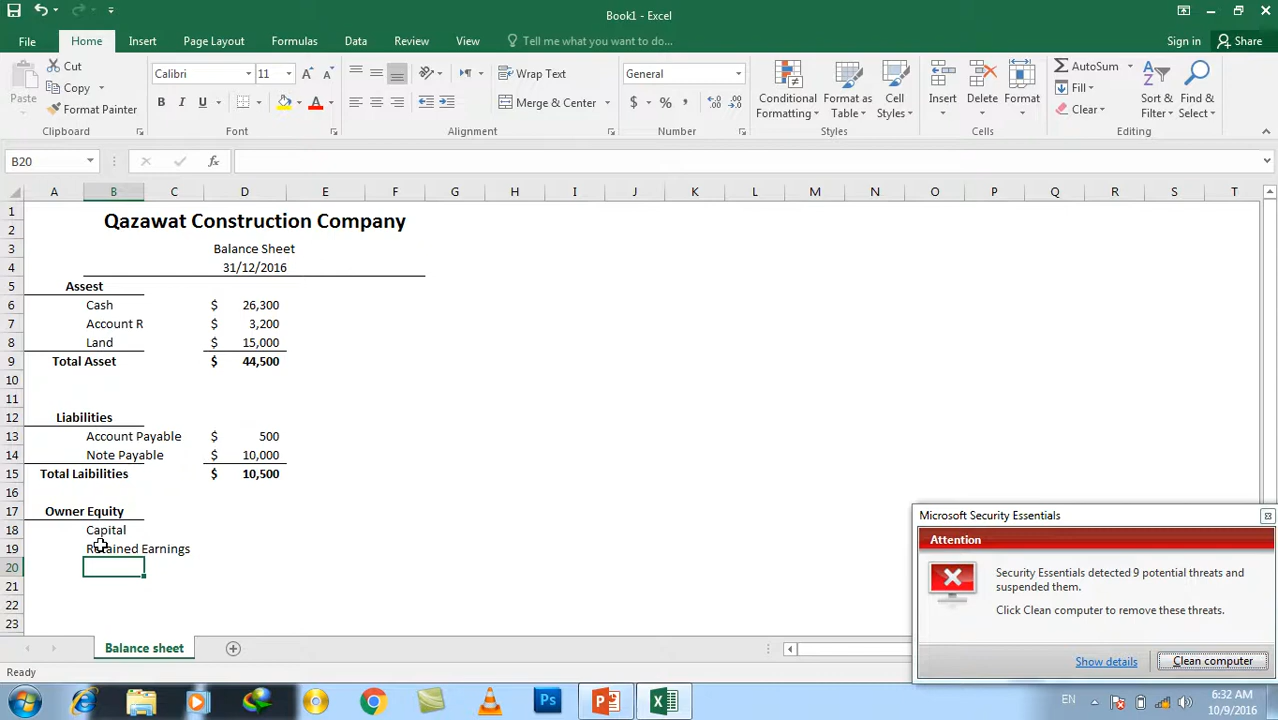 Book1 - Excel
File Home Insert Page Layout Formulas Data Review View Tell me what you want to do... Sign in Share
Paste Cut Copy Format Painter Clipboard
Calibri 11 A A B I U A Font
Wrap Text Merge & Center Alignment
General $ % , Number
Conditional Formatting Format as Table Cell Styles Styles
Insert Delete Format Cells
AutoSum Fill Clear Sort & Filter Find & Select Editing
B20 fx
A B C D E F G H I J K L M N O P Q R S T
1 Qazawat Construction Company
2
3 Balance Sheet
4 31/12/2016
5 Assest
6 Cash $ 26,300
7 Account R $ 3,200
8 Land $ 15,000
9 Total Asset $ 44,500
10
11
12 Liabilities
13 Account Payable $ 500
14 Note Payable $ 10,000
15 Total Laibilities $ 10,500
16
17 Owner Equity
18 Capital
19 Retained Earnings
20
21
22
23
Microsoft Security Essentials
Attention
Security Essentials detected 9 potential threats and
suspended them.
Click Clean computer to remove these threats.
Show details Clean computer
Balance sheet
Ready
Ps EN 6:32 AM
10/9/2016